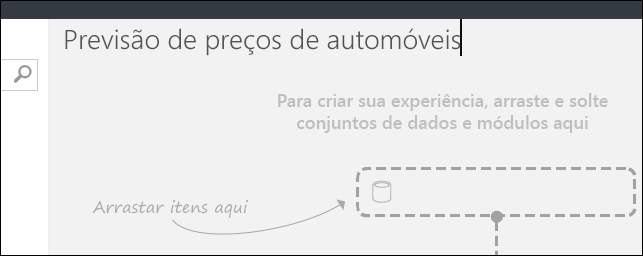 Previsão de preços de automóveis
Para criar sua experiência, arraste e solte
conjuntos de dados e módulos aqui
Arrastar itens aqui